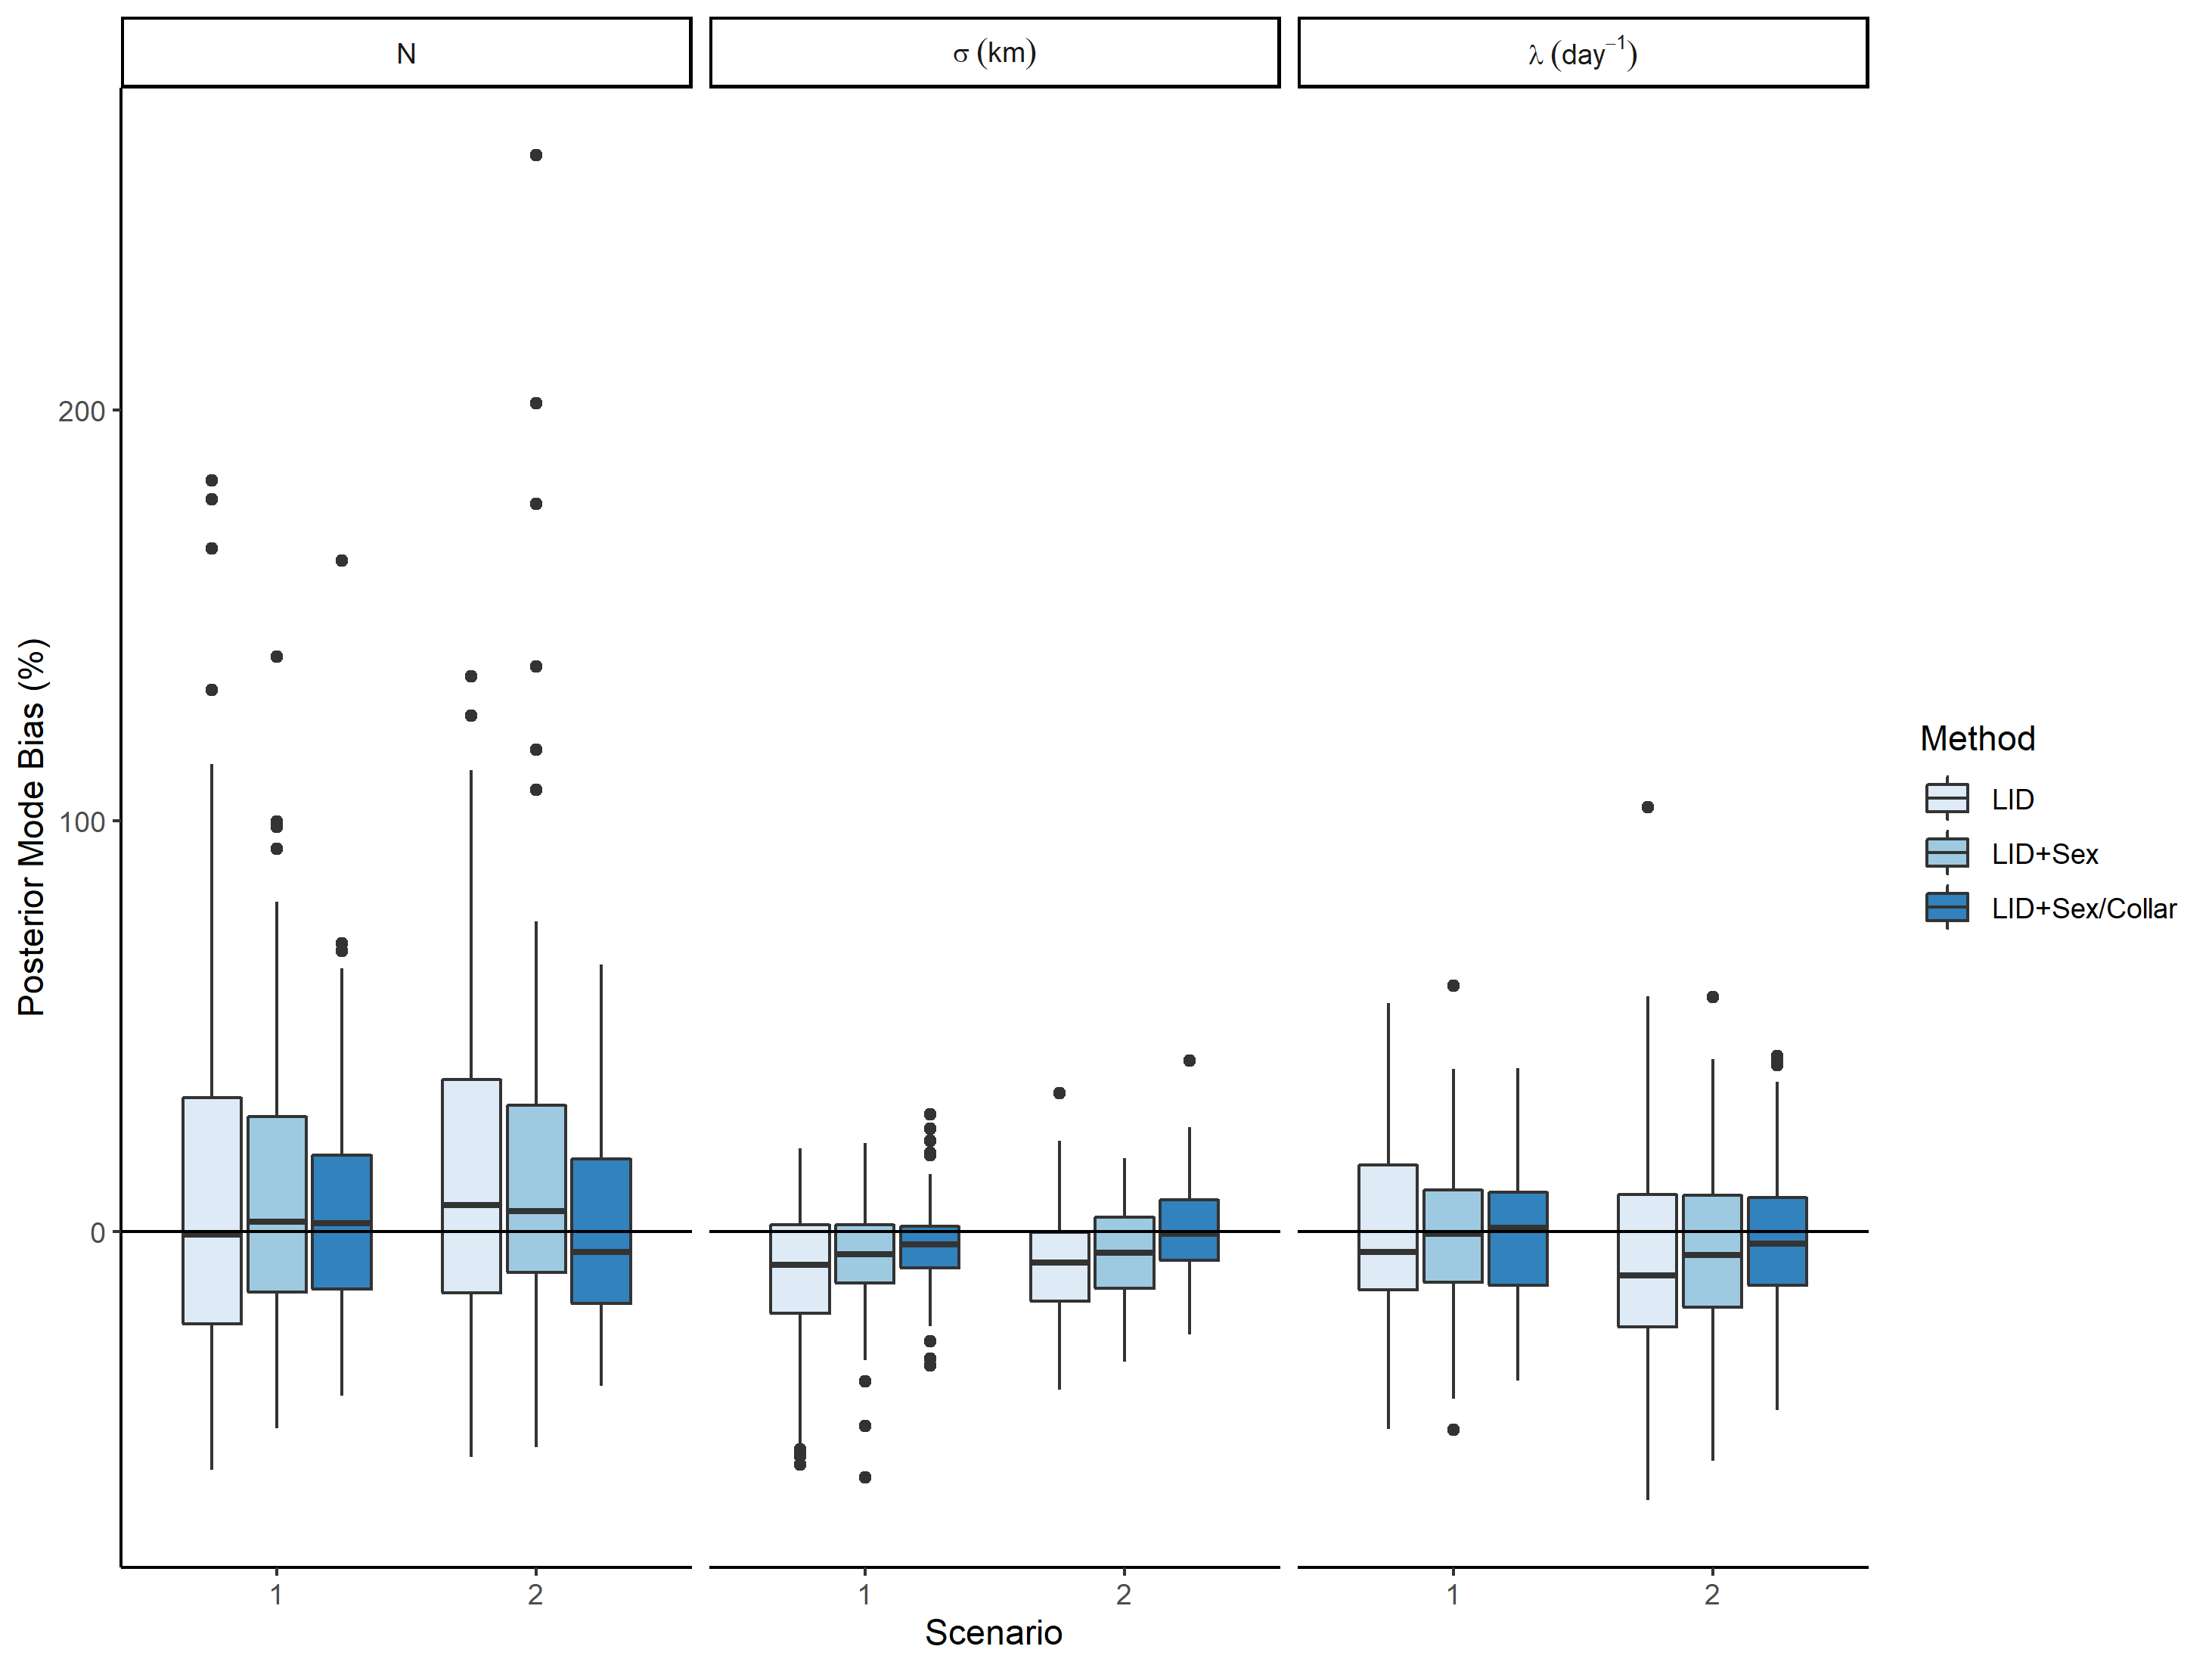 N
σ (km)
λ (day⁻¹)
Posterior Mode Bias (%)
200
100
0
1
2
1
2
1
2
Scenario
Method
LID
LID+Sex
LID+Sex/Collar